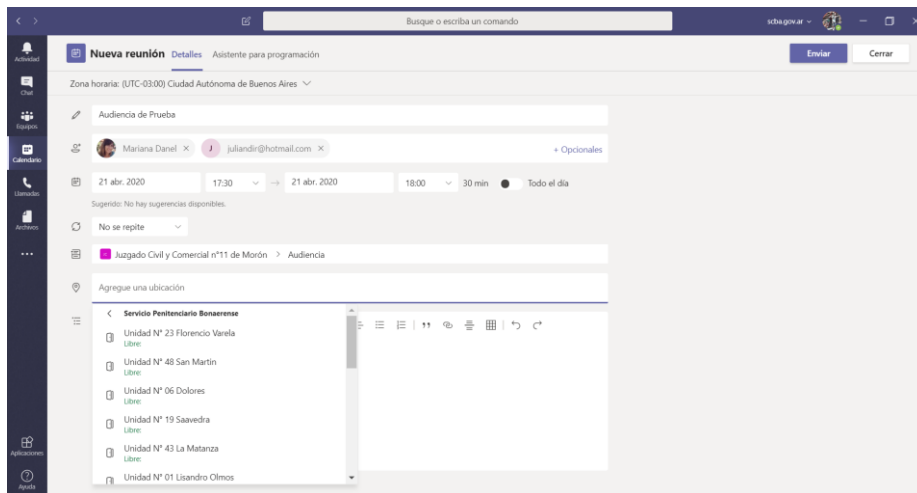 Busque o escriba un comando
scba.gov.ar
Actividad
Chat
Equipos
Calendario
Llamadas
Archivos
Aplicaciones
Ayuda
Nueva reunión Detalles Asistente para programación
Enviar Cerrar
Zona horaria: (UTC-03:00) Ciudad Autónoma de Buenos Aires
Audiencia de Prueba
Mariana Danel × J juliandir@hotmail.com ×
+ Opcionales
21 abr. 2020 17:30 → 21 abr. 2020 18:00 30 min Todo el día
Sugerido: No hay sugerencias disponibles.
No se repite
Juzgado Civil y Comercial n°11 de Morón > Audiencia
Agregue una ubicación
< Servicio Penitenciario Bonaerense
Unidad N° 23 Florencio Varela
Libre:
Unidad N° 48 San Martin
Libre:
Unidad N° 06 Dolores
Libre:
Unidad N° 19 Saavedra
Libre:
Unidad N° 43 La Matanza
Libre:
Unidad N° 01 Lisandro Olmos